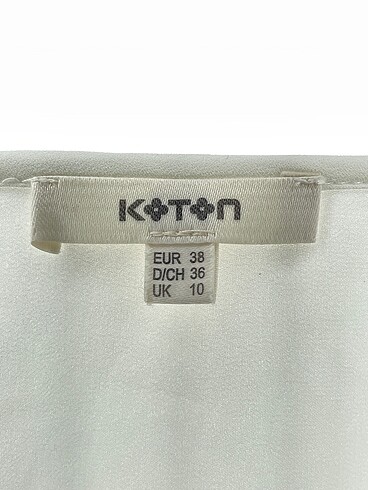 KOTON
EUR 38
D/CH 36
UK 10